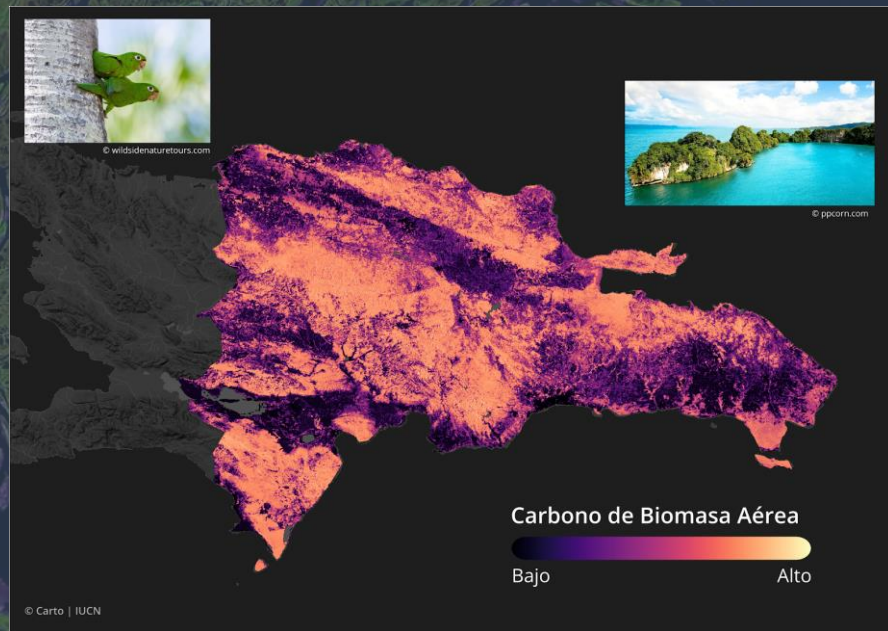 © wildsidenaturetours.com
© ppcorn.com
Carbono de Biomasa Aérea
Bajo
Alto
© Carto | IUCN